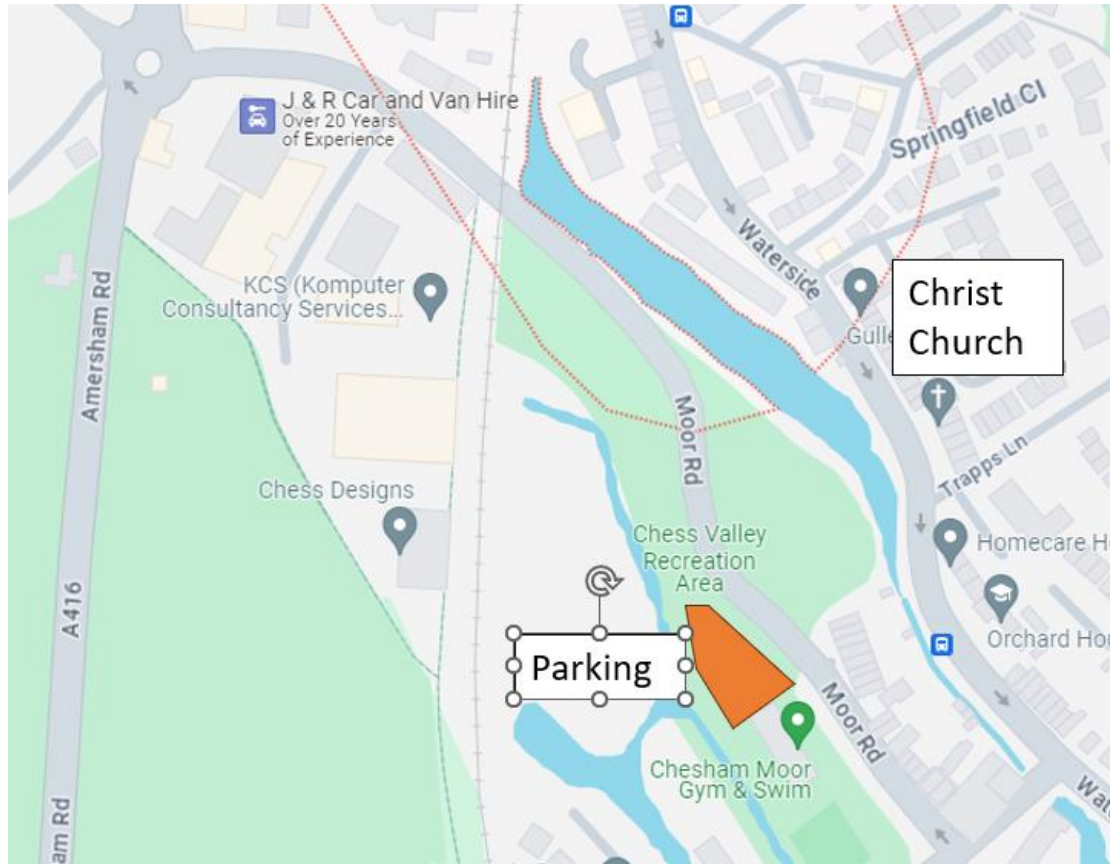 J & R Car and Van Hire
Over 20 Years
of Experience
Springfield Cl
Waterside
KCS (Komputer
Consultancy Services...
Christ
Church
Gulle
Amersham Rd
Moor Rd
Trapps Ln
Chess Designs
Chess Valley
Recreation
Area
Homecare H
A416
Orchard Ho
Parking
Moor Rd
Chesham Moor
Gym & Swim
Wate
am Rd